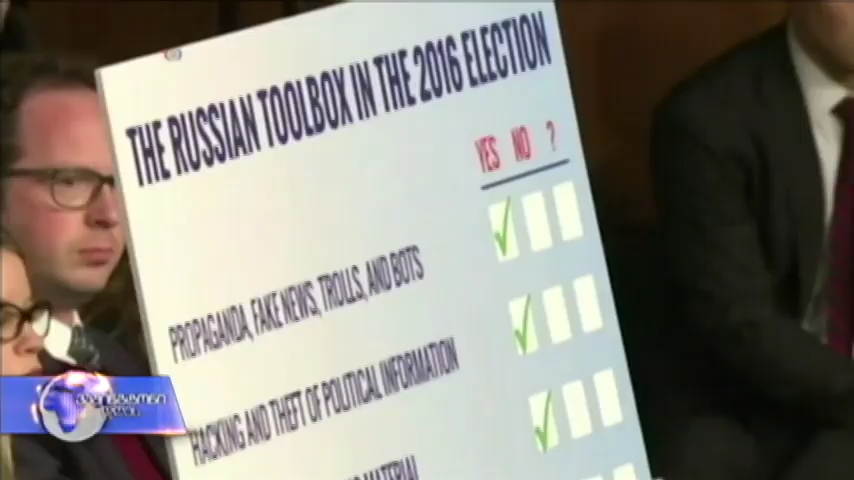 THE RUSSIAN TOOLBOX IN THE 2016 ELECTION
YES NO ?
PROPAGANDA, FAKE NEWS, TROLLS, AND BOTS
HACKING AND THEFT OF POLITICAL INFORMATION
MATERIAL